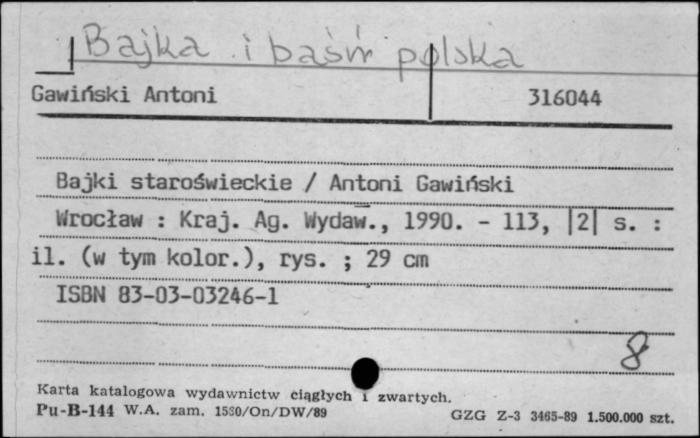 Bajka i baśń polska
Gawiński Antoni 316044
Bajki staroświeckie / Antoni Gawiński
Wrocław : Kraj. Ag. Wydaw., 1990. - 113, |2| s. :
il. (w tym kolor.), rys. ; 29 cm
ISBN 83-03-03246-1
8
Karta katalogowa wydawnictw ciągłych i zwartych.
Pu-B-144 W.A. zam. 1580/On/DW/89 GZG Z-3 3465-89 1.500.000 szt.